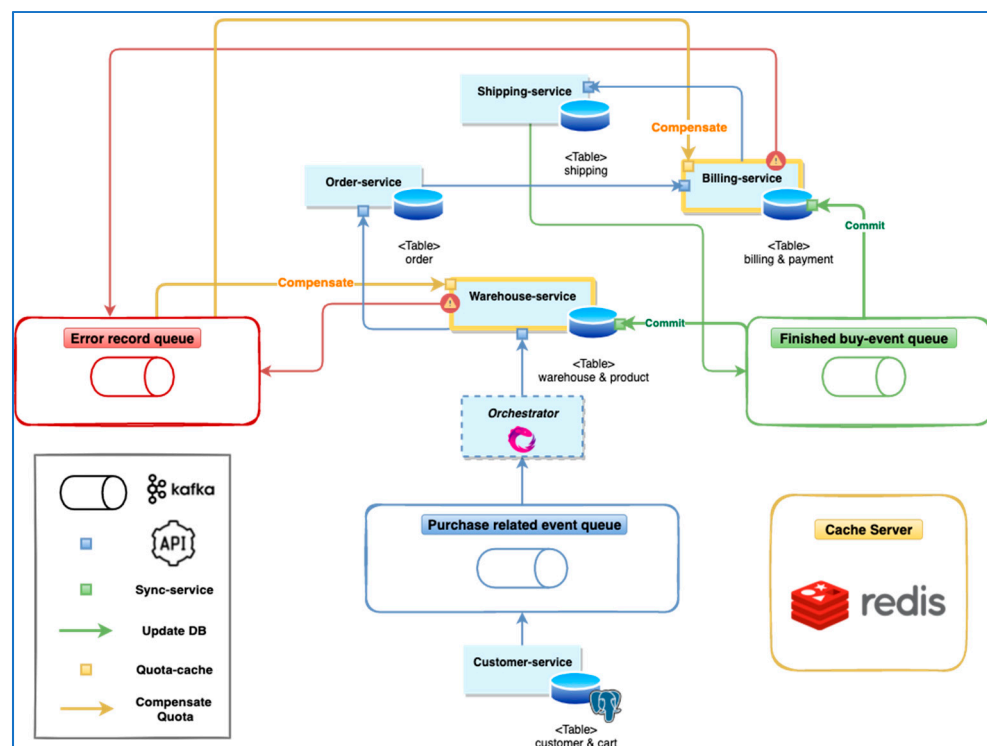 Shipping-service
<Table>
shipping
Compensate
Billing-service
Order-service
<Table>
order
<Table>
billing & payment
Commit
Compensate
Warehouse-service
Commit
<Table>
warehouse & product
Error record queue
Finished buy-event queue
Orchestrator
kafka
API
Sync-service
Update DB
Quota-cache
Compensate
Quota
Purchase related event queue
Cache Server
redis
Customer-service
<Table>
customer & cart